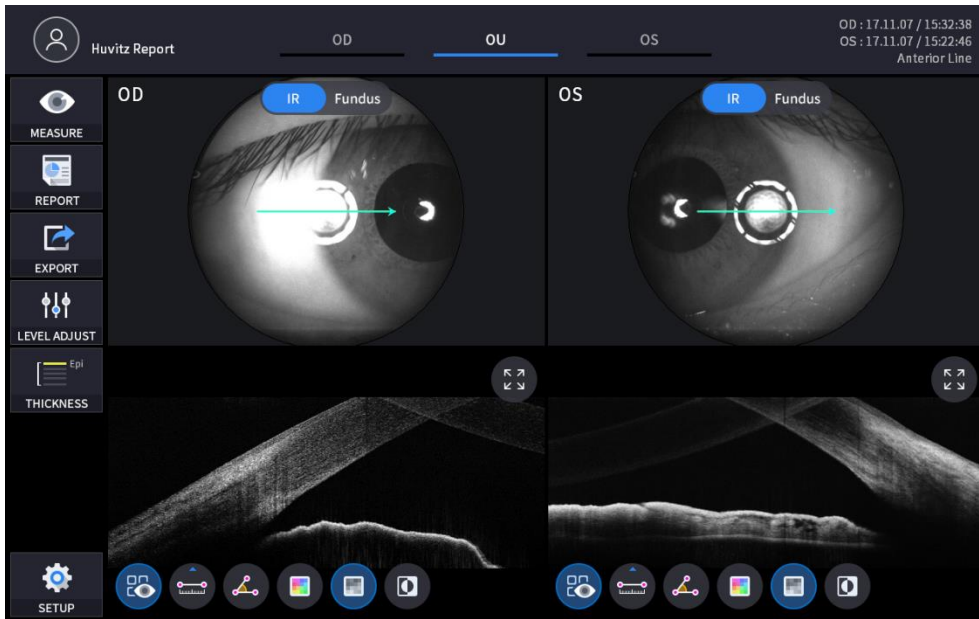 Huvitz Report
OD
OU
OS
OD : 17.11.07 / 15:32:38
OS : 17.11.07 / 15:22:46
Anterior Line
MEASURE
REPORT
EXPORT
LEVEL ADJUST
Epi
THICKNESS
SETUP
OD
IR
Fundus
OS
IR
Fundus